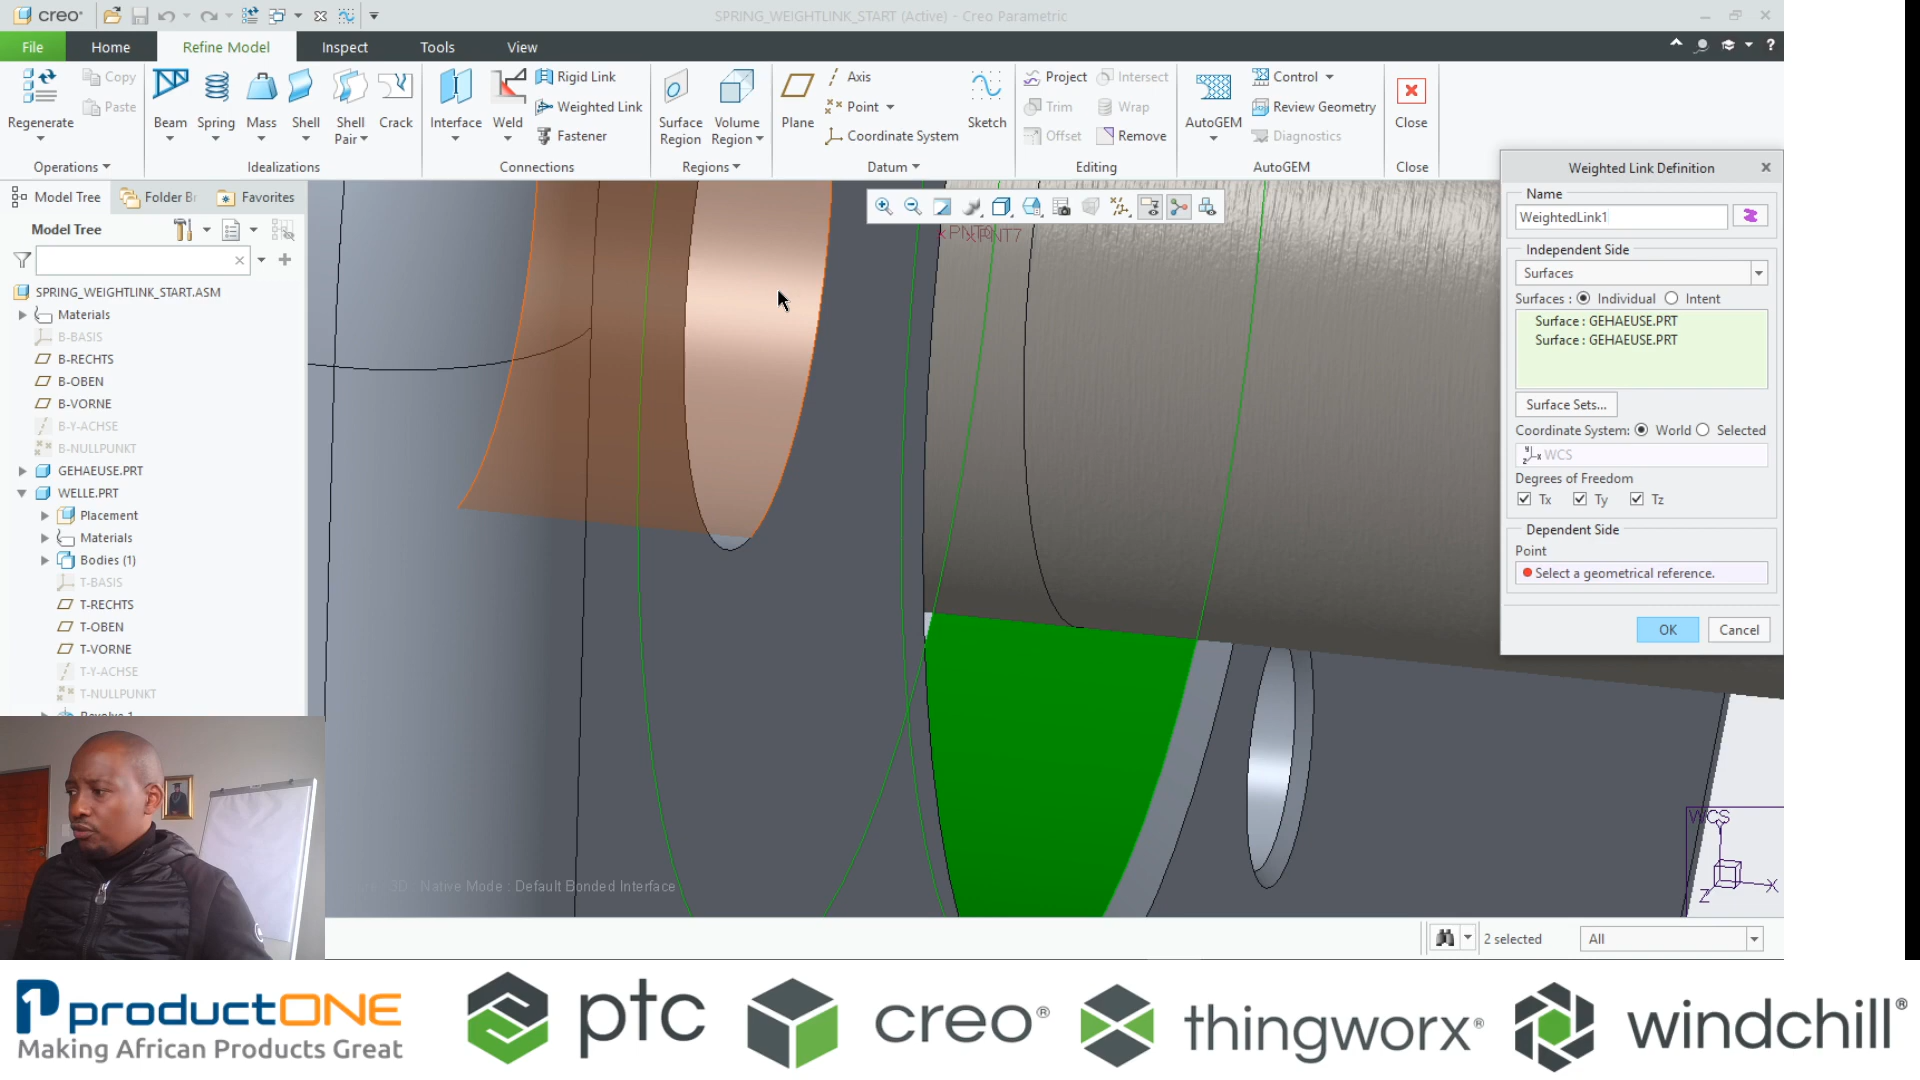 creo®
SPRING_WEIGHTLINK_START (Active) - Creo Parametric
File Home Refine Model Inspect Tools View
Regenerate
Copy
Paste
Operations
Beam Spring Mass Shell Shell Pair Crack
Idealizations
Interface Weld
Rigid Link
Weighted Link
Fastener
Connections
Surface Region
Volume Region
Regions
Plane
Axis
Point
Coordinate System
Sketch
Datum
Project Intersect
Trim Wrap
Offset Remove
Editing
AutoGEM
Control
Review Geometry
Diagnostics
AutoGEM
Close
Close
Model Tree Folder Br Favorites
Model Tree
SPRING_WEIGHTLINK_START.ASM
Materials
B-BASIS
B-RECHTS
B-OBEN
B-VORNE
B-Y-ACHSE
B-NULLPUNKT
GEHAEUSE.PRT
WELLE.PRT
Placement
Materials
Bodies (1)
T-BASIS
T-RECHTS
T-OBEN
T-VORNE
T-Y-ACHSE
T-NULLPUNKT
Revolve 1
PNT7
3D : Native Mode : Default Bonded Interface
WCS
Y
X
Z
Weighted Link Definition
Name
WeightedLink1
Independent Side
Surfaces
Surfaces : Individual Intent
Surface : GEHAEUSE.PRT
Surface : GEHAEUSE.PRT
Surface Sets...
Coordinate System: World Selected
WCS
Degrees of Freedom
Tx Ty Tz
Dependent Side
Point
Select a geometrical reference.
OK Cancel
2 selected All
productONE
Making African Products Great
ptc
creo®
thingworx®
windchill®